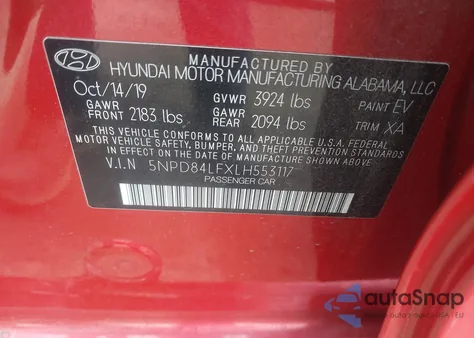 MANUFACTURED BY
HYUNDAI MOTOR MANUFACTURING ALABAMA, LLC
Oct/14/19 GVWR 3924 lbs PAINT EV
GAWR FRONT 2183 lbs GAWR REAR 2094 lbs TRIM XA
THIS VEHICLE CONFORMS TO ALL APPLICABLE U.S.A FEDERAL
MOTOR VEHICLE SAFETY, BUMPER, AND THEFT PREVENTION STANDARDS
IN EFFECT ON THE DATE OF MANUFACTURE SHOWN ABOVE.
V.I.N 5NPD84LFXLH553117
PASSENGER CAR
autoSnap